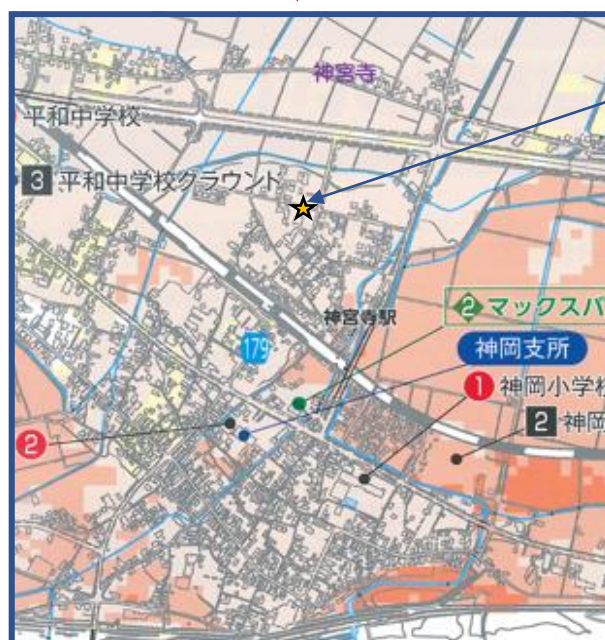 神宮寺
平和中学校
3 平和中学校グラウンド
神宮寺駅
2 マックスバ
179
神岡支所
1 神岡小学校
2 神岡
2